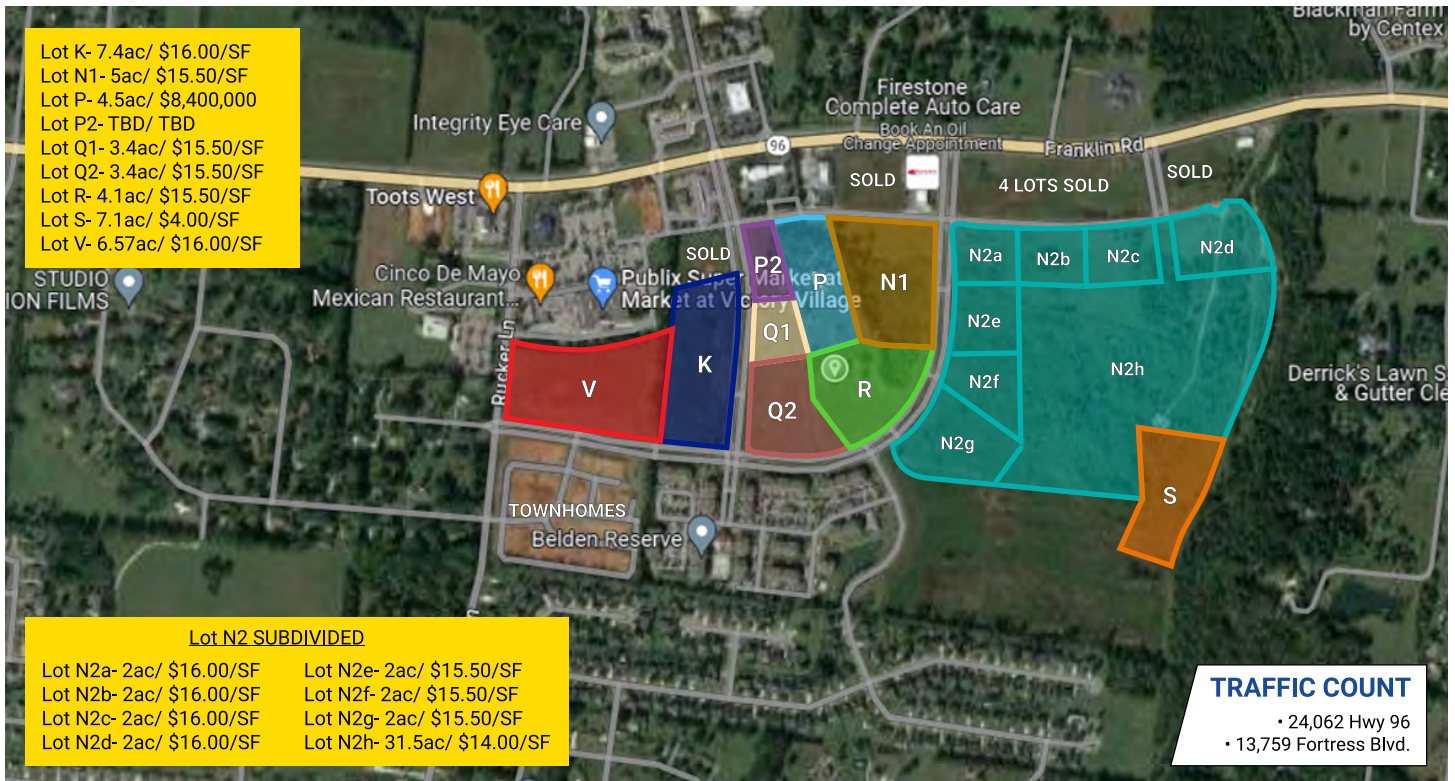 Blackman Farm
by Centex
Lot K- 7.4ac/ $16.00/SF
Lot N1- 5ac/ $15.50/SF
Lot P- 4.5ac/ $8,400,000
Lot P2- TBD/ TBD
Lot Q1- 3.4ac/ $15.50/SF
Lot Q2- 3.4ac/ $15.50/SF
Lot R- 4.1ac/ $15.50/SF
Lot S- 7.1ac/ $4.00/SF
Lot V- 6.57ac/ $16.00/SF
Firestone
Complete Auto Care
Book An Oil
Change Appointment
Integrity Eye Care
96
Franklin Rd
SOLD
4 LOTS SOLD
SOLD
Toots West
SOLD
Cinco De Mayo
Mexican Restaurant...
Publix Super Market at
Market at Victory Village
STUDIO
ION FILMS
P2
P
N1
N2a
N2b
N2c
N2d
Q1
N2e
Rucker Ln
V
K
Q2
R
N2f
N2h
N2g
S
Derrick's Lawn S
& Gutter Cle
TOWNHOMES
Belden Reserve
Lot N2 SUBDIVIDED
Lot N2a- 2ac/ $16.00/SF
Lot N2b- 2ac/ $16.00/SF
Lot N2c- 2ac/ $16.00/SF
Lot N2d- 2ac/ $16.00/SF
Lot N2e- 2ac/ $15.50/SF
Lot N2f- 2ac/ $15.50/SF
Lot N2g- 2ac/ $15.50/SF
Lot N2h- 31.5ac/ $14.00/SF
TRAFFIC COUNT
• 24,062 Hwy 96
• 13,759 Fortress Blvd.